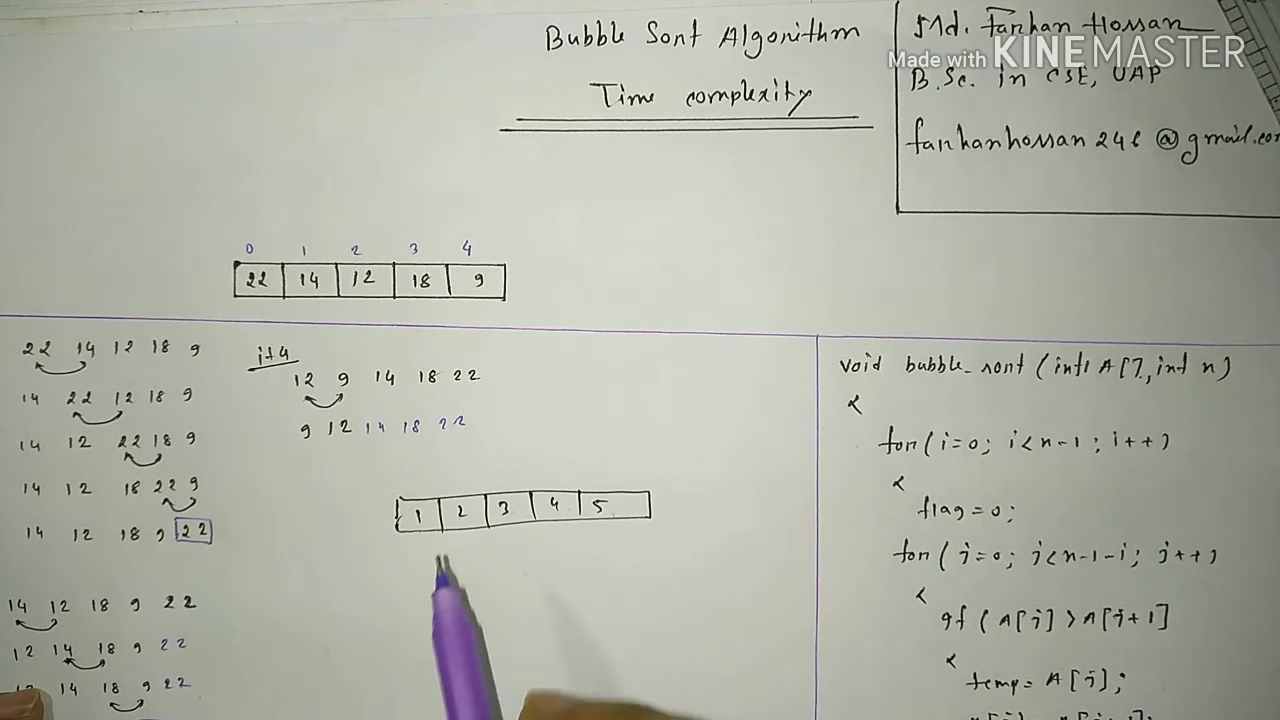 Bubble Sort Algorithm
Time complexity
Md. Farhan Hossan
Made with KINEMASTER
B.Sc. in CSE, UAP
farhanhossan246@gmail.com
0 1 2 3 4
22 14 12 18 9
22 14 12 18 9
14 22 12 18 9
14 12 22 18 9
14 12 18 22 9
14 12 18 9 22
14 12 18 9 22
12 14 18 9 22
14 18 9 22
12 9 14 18 22
9 12 14 18 22
1 2 3 4 5
void bubble_sort (int A[], int n)
{
for (i=0; i<n-1; i++)
{
flag=0;
for (j=0; j<n-1-i; j++)
{
if (A[j] > A[j+1]
{
temp = A[j];